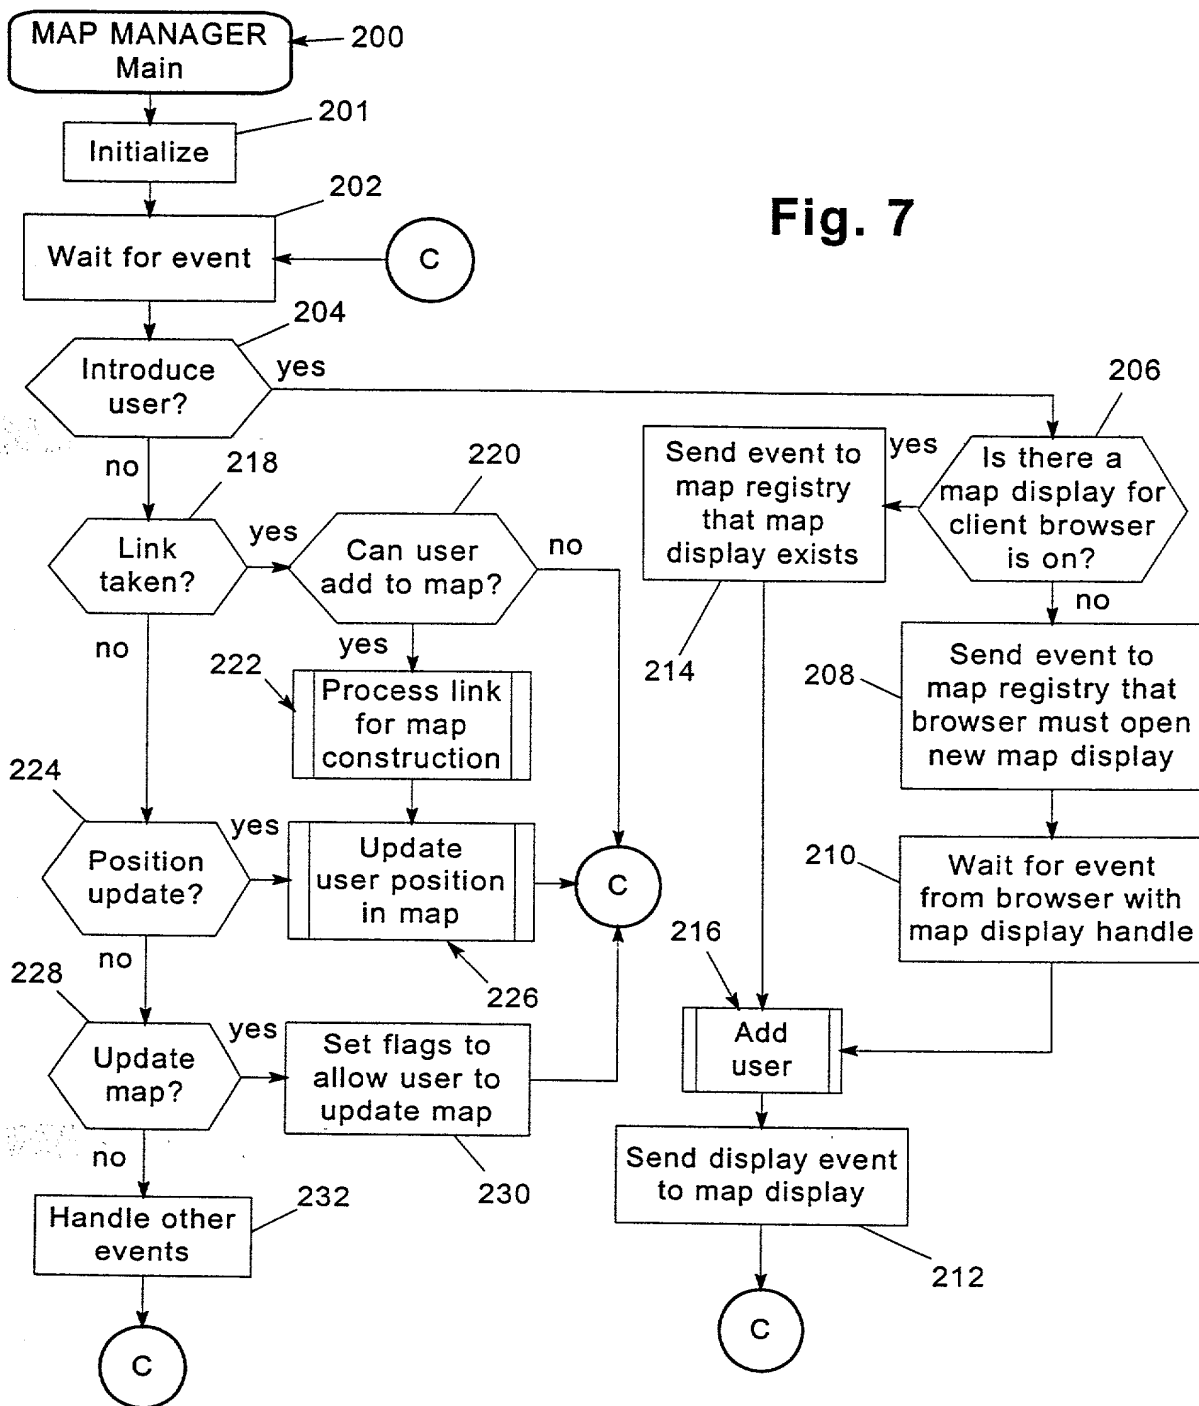 MAP MANAGER
Main
200
201
Initialize
202
Fig. 7
Wait for event
C
204
Introduce
user?
yes
206
no
218
220
Send event to
map registry
that map
display exists
yes
Is there a
map display for
client browser
is on?
Link
taken?
yes
Can user
add to map?
no
no
no
yes
222
Process link
for map
construction
214
208
Send event to
map registry that
browser must open
new map display
224
Position
update?
yes
Update
user position
in map
C
210
Wait for event
from browser with
map display handle
no
226
216
228
Update
map?
yes
Set flags to
allow user to
update map
Add
user
no
230
Send display event
to map display
232
Handle other
events
212
C
C